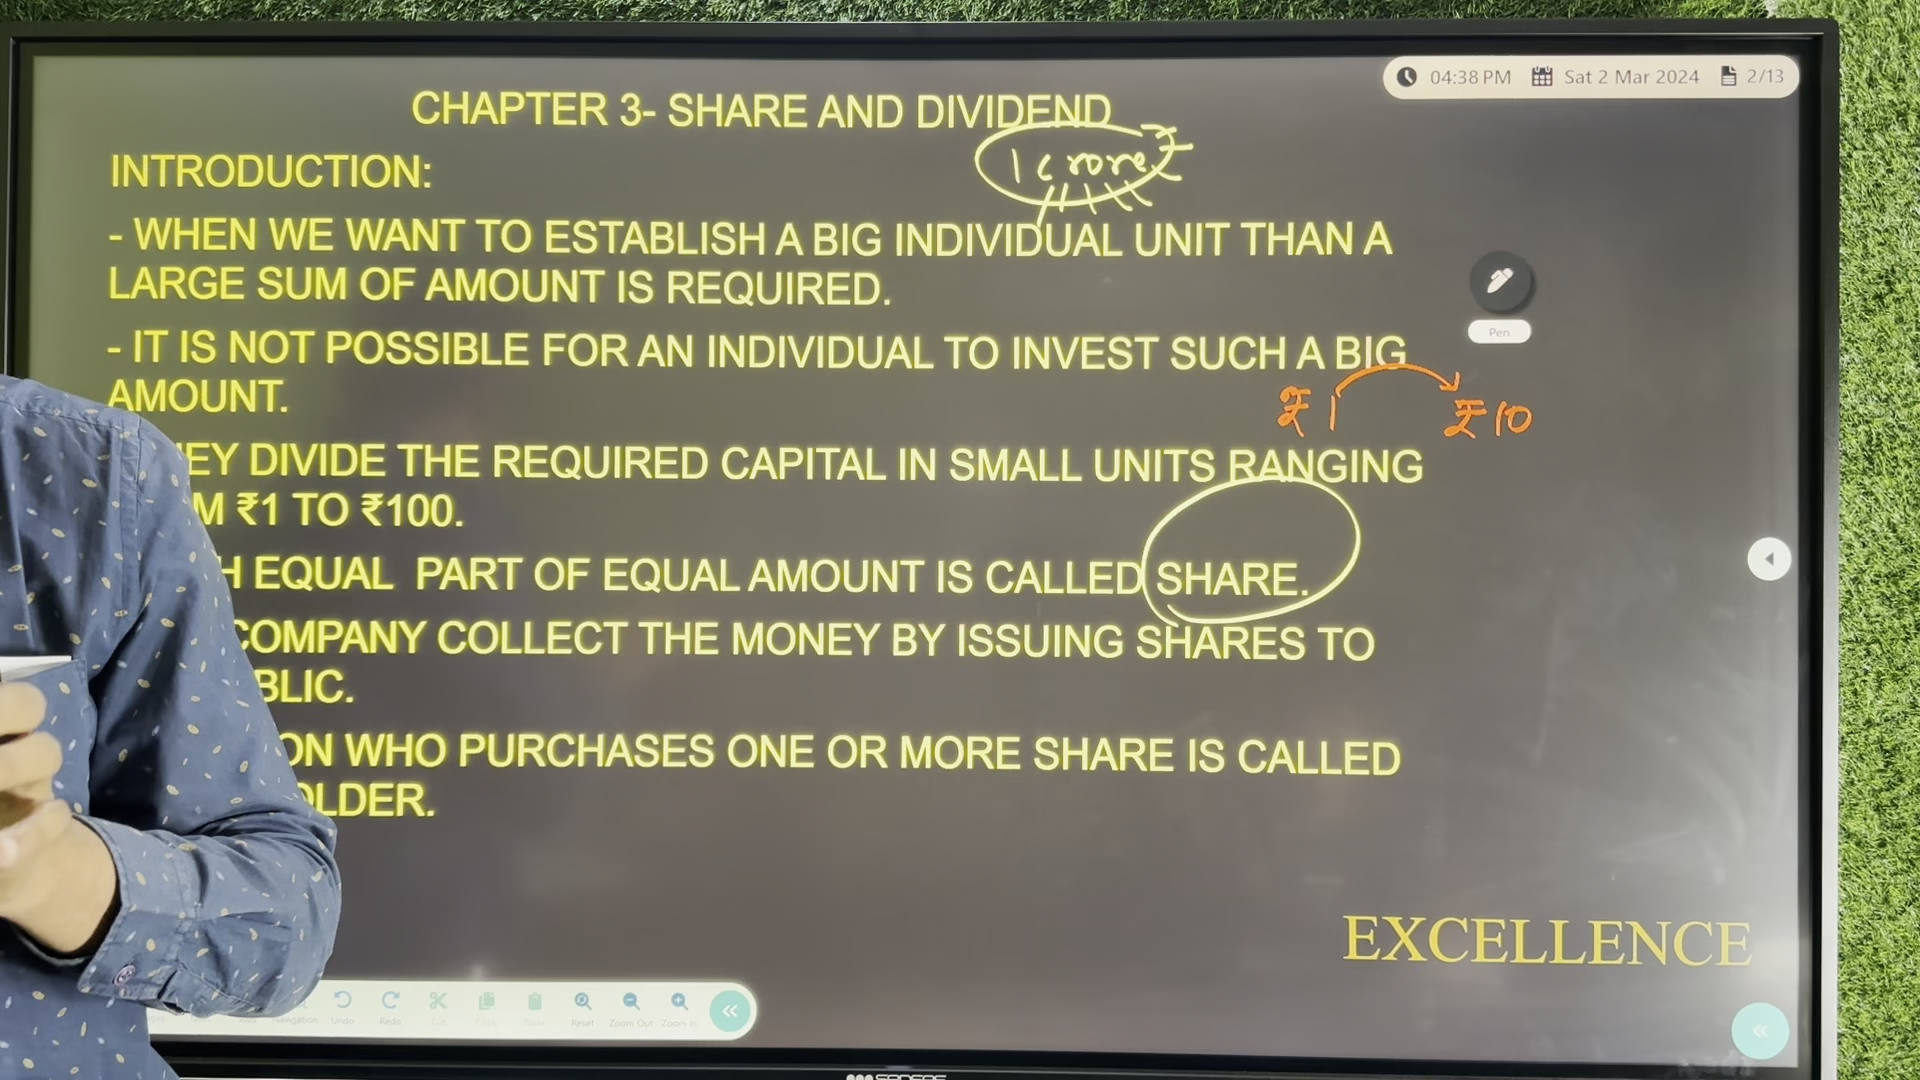 04:38 PM Sat 2 Mar 2024 2/13
CHAPTER 3- SHARE AND DIVIDEND
1 crore
INTRODUCTION:
- WHEN WE WANT TO ESTABLISH A BIG INDIVIDUAL UNIT THAN A
LARGE SUM OF AMOUNT IS REQUIRED.
Pen
- IT IS NOT POSSIBLE FOR AN INDIVIDUAL TO INVEST SUCH A BIG
AMOUNT.
₹1 ₹10
EY DIVIDE THE REQUIRED CAPITAL IN SMALL UNITS RANGING
M ₹1 TO ₹100.
H EQUAL PART OF EQUAL AMOUNT IS CALLED SHARE.
COMPANY COLLECT THE MONEY BY ISSUING SHARES TO
BLIC.
ON WHO PURCHASES ONE OR MORE SHARE IS CALLED
OLDER.
EXCELLENCE
Undo Redo Reset Zoom Out Zoom In